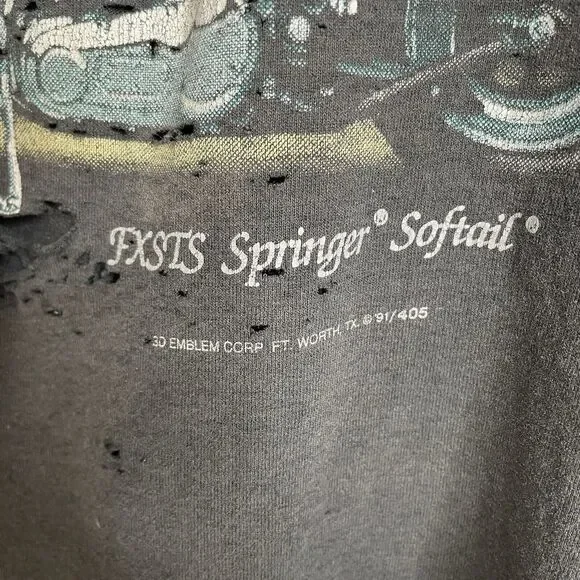 FXSTS Springer® Softail®
3D EMBLEM CORP FT. WORTH, TX. © '91/405